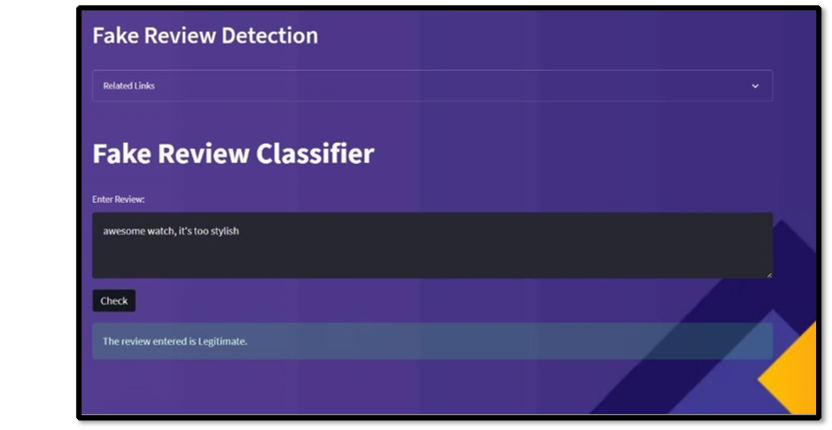 Fake Review Detection
Related Links
Fake Review Classifier
Enter Review:
awesome watch, it's too stylish
Check
The review entered is Legitimate.